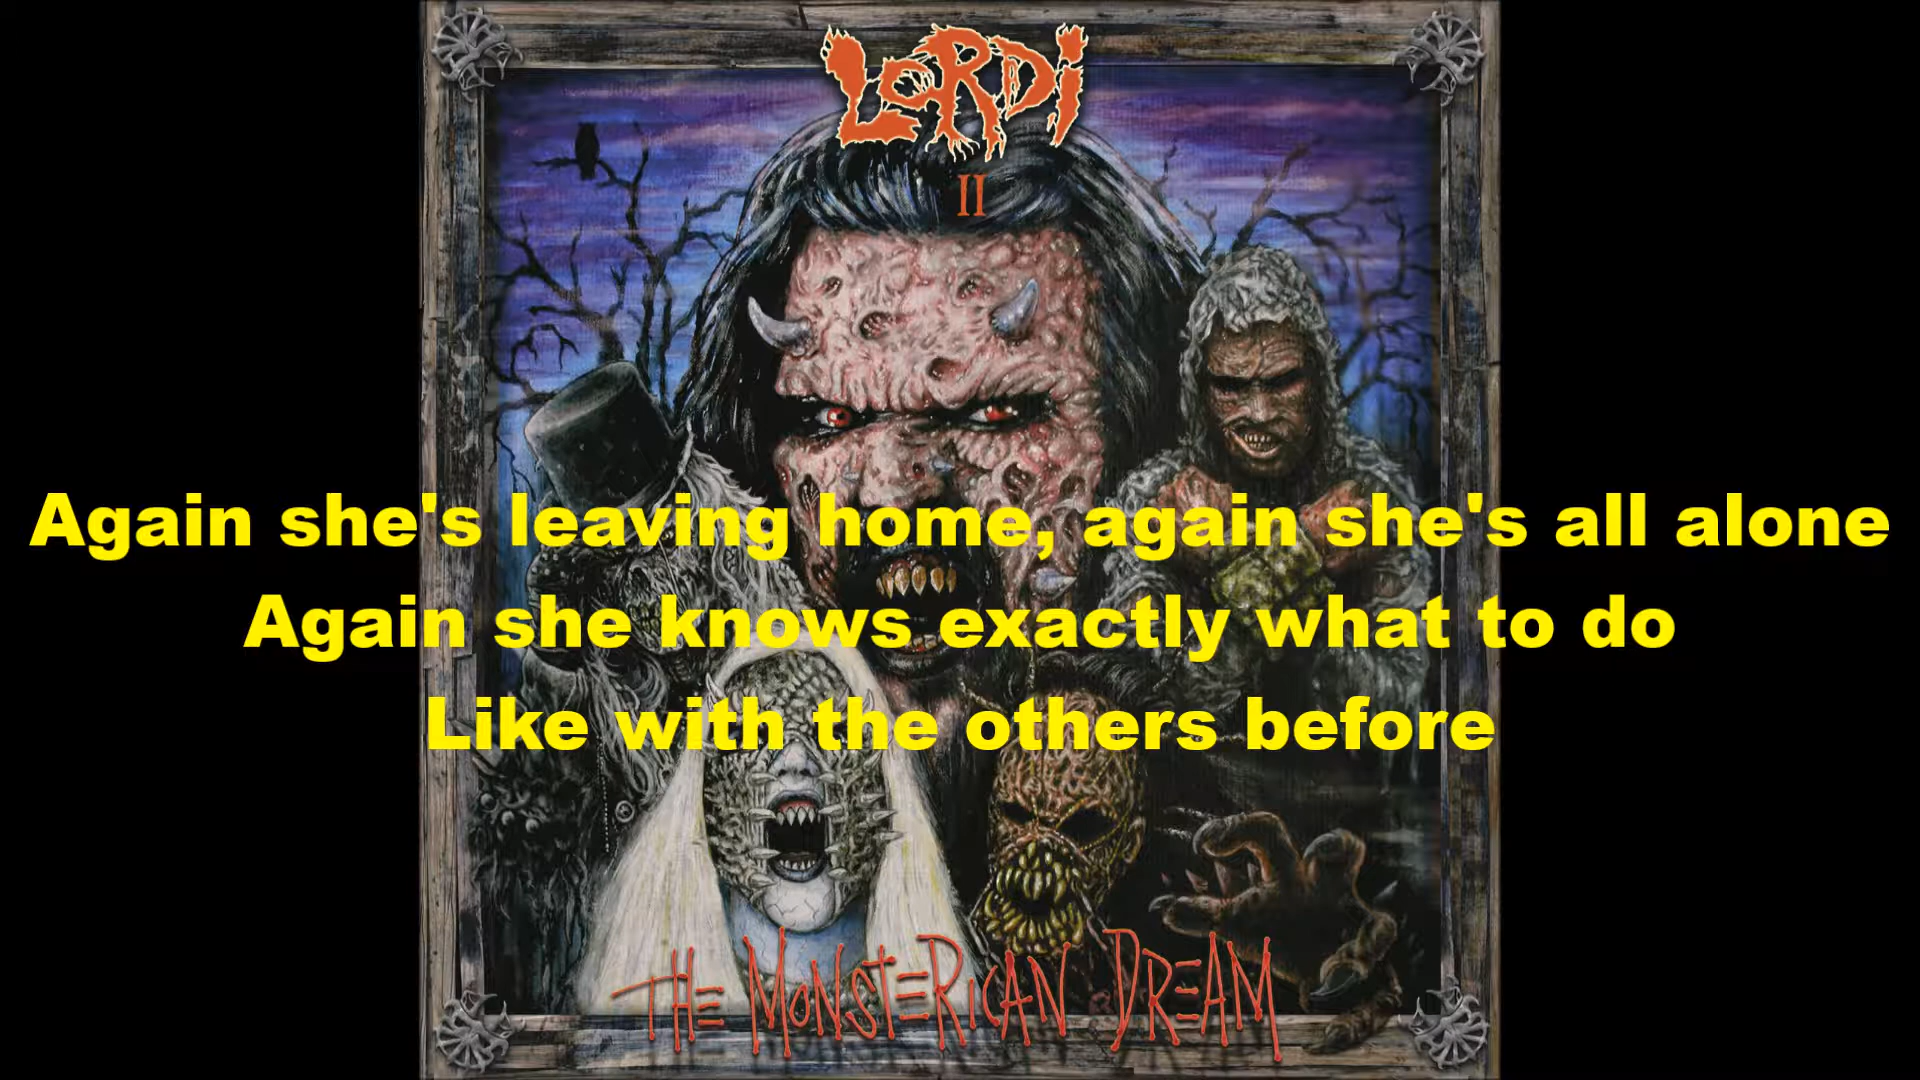 LORDI
II
Again she's leaving home, again she's all alone
Again she knows exactly what to do
Like with the others before
THE MONSTERICAN DREAM